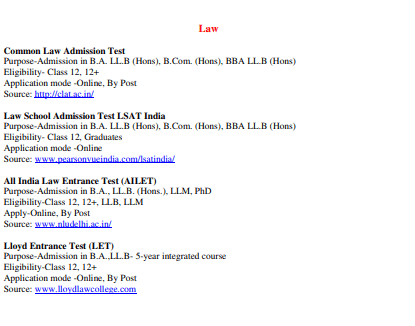 Law
Common Law Admission Test
Purpose-Admission in B.A. LL.B (Hons), B.Com. (Hons), BBA LL.B (Hons)
Eligibility- Class 12, 12+
Application mode -Online, By Post
Source: http://clat.ac.in/
Law School Admission Test LSAT India
Purpose-Admission in B.A. LL.B (Hons), B.Com. (Hons), BBA LL.B (Hons)
Eligibility- Class 12, Graduates
Application mode -Online
Source: www.pearsonvueindia.com/lsatindia/
All India Law Entrance Test (AILET)
Purpose-Admission in B.A., LL.B. (Hons.), LLM, PhD
Eligibility-Class 12, 12+, LLB, LLM
Apply-Online, By Post
Source: www.nludelhi.ac.in/
Lloyd Entrance Test (LET)
Purpose-Admission in B.A.,LL.B- 5-year integrated course
Eligibility-Class 12, 12+
Application mode -Online, By Post
Source: www.lloydlawcollege.com